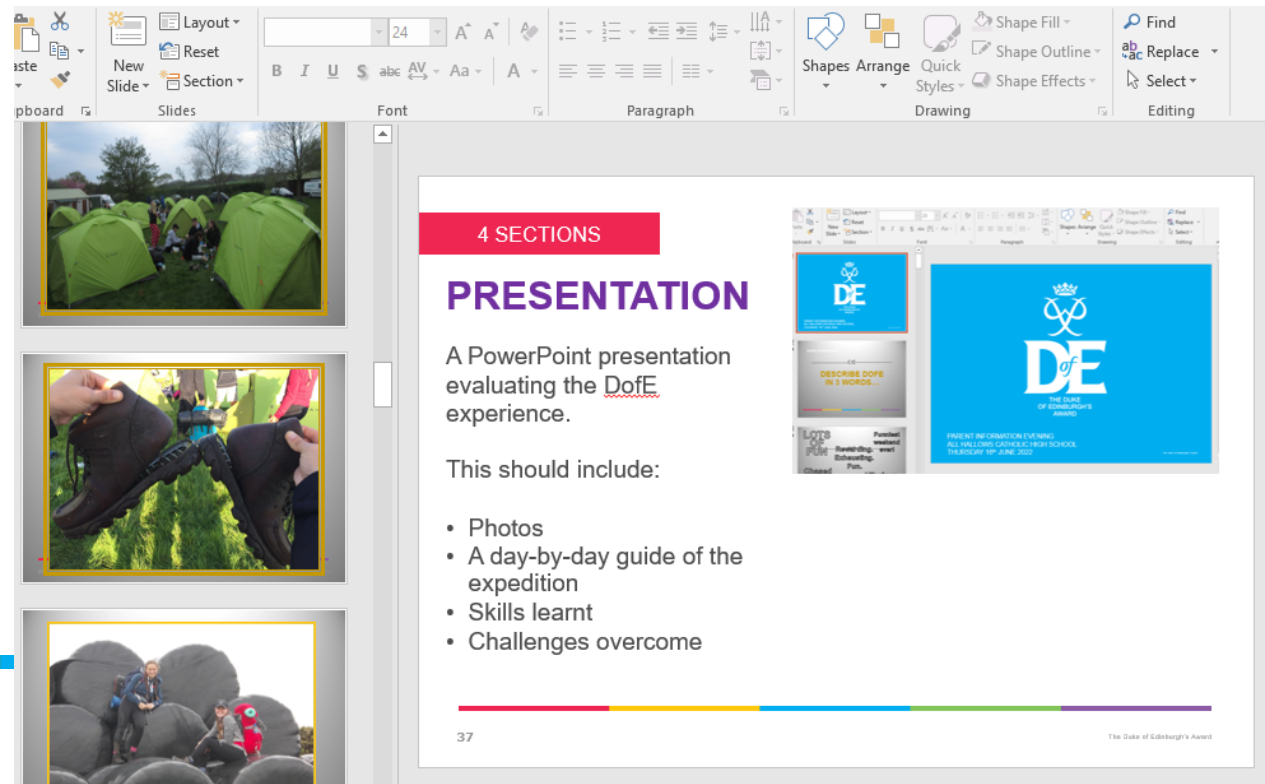 Layout
Reset
Section
New
Slide
aste
pboard
Slides
24
B I U S abc AV Aa A
Font
Paragraph
Shapes Arrange Quick
Styles
Shape Fill
Shape Outline
Shape Effects
Drawing
Find
Replace
Select
Editing
4 SECTIONS
PRESENTATION
A PowerPoint presentation
evaluating the DofE
experience.
This should include:
• Photos
• A day-by-day guide of the
expedition
• Skills learnt
• Challenges overcome
DofE
DESCRIBE DOFE
IN 3 WORDS...
LOTS
OF
FUN
Funniest
weekend
ever!
Rewarding.
Exhausting.
Fun.
DofE
THE DUKE
OF EDINBURGH'S
AWARD
PARENT INFORMATION EVENING
ALL HALLOWS CATHOLIC HIGH SCHOOL
THURSDAY 16th JUNE 2022
37
The Duke of Edinburgh's Award